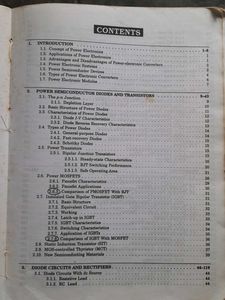 CONTENTS
1. INTRODUCTION 1-8
1.1. Concept of Power Electronics
1.2. Applications of Power Electronics
1.3. Advantages and Disadvantages of Power-electronic Converters
1.4. Power Electronic Systems
1.5. Power Semiconductor Devices
1.6. Types of Power Electronic Converters
1.7. Power Electronic Modules
2. POWER SEMICONDUCTOR DIODES AND TRANSISTORS 9-43
2.1. The p-n Junction
2.1.1. Depletion Layer
2.2. Basic Structure of Power Diodes
2.3. Characteristics of Power Diodes
2.3.1. Diode I-V Characteristics
2.3.2. Diode Reverse Recovery Characteristics
2.4. Types of Power Diodes
2.4.1. General-purpose Diodes
2.4.2. Fast-recovery Diodes
2.4.3. Schottky Diodes
2.5. Power Transistors
2.5.1. Bipolar Junction Transistors
2.5.1.1. Steady-state Characteristics
2.5.1.2. BJT Switching Performance
2.5.1.3. Safe Operating Area
2.6. Power MOSFETS
2.6.1. Transfer Characteristics
2.6.2. Transfer Applications
2.6.3. Comparison of PMOSFET With BJT
2.7. Insulated Gate Bipolar Transistor (IGBT)
2.7.1. Basic Structure
2.7.2. Equivalent Circuit
2.7.3. Working
2.7.4. Latch-up in IGBT
2.7.5. IGBT Characteristics
2.7.6. Switching Characteristics
2.7.7. Application of IGBTs
2.7.8. Comparison of IGBT With MOSFET
2.8. Static Induction Transistor (SIT)
2.9. MOS-controlled Thyristor (MCT)
2.10. New Semiconducting Materials
3. DIODE CIRCUITS AND RECTIFIERS 44-119
3.1. Diode Circuits With dc Source
3.1.1. Resistive Load
3.1.2. RC Load